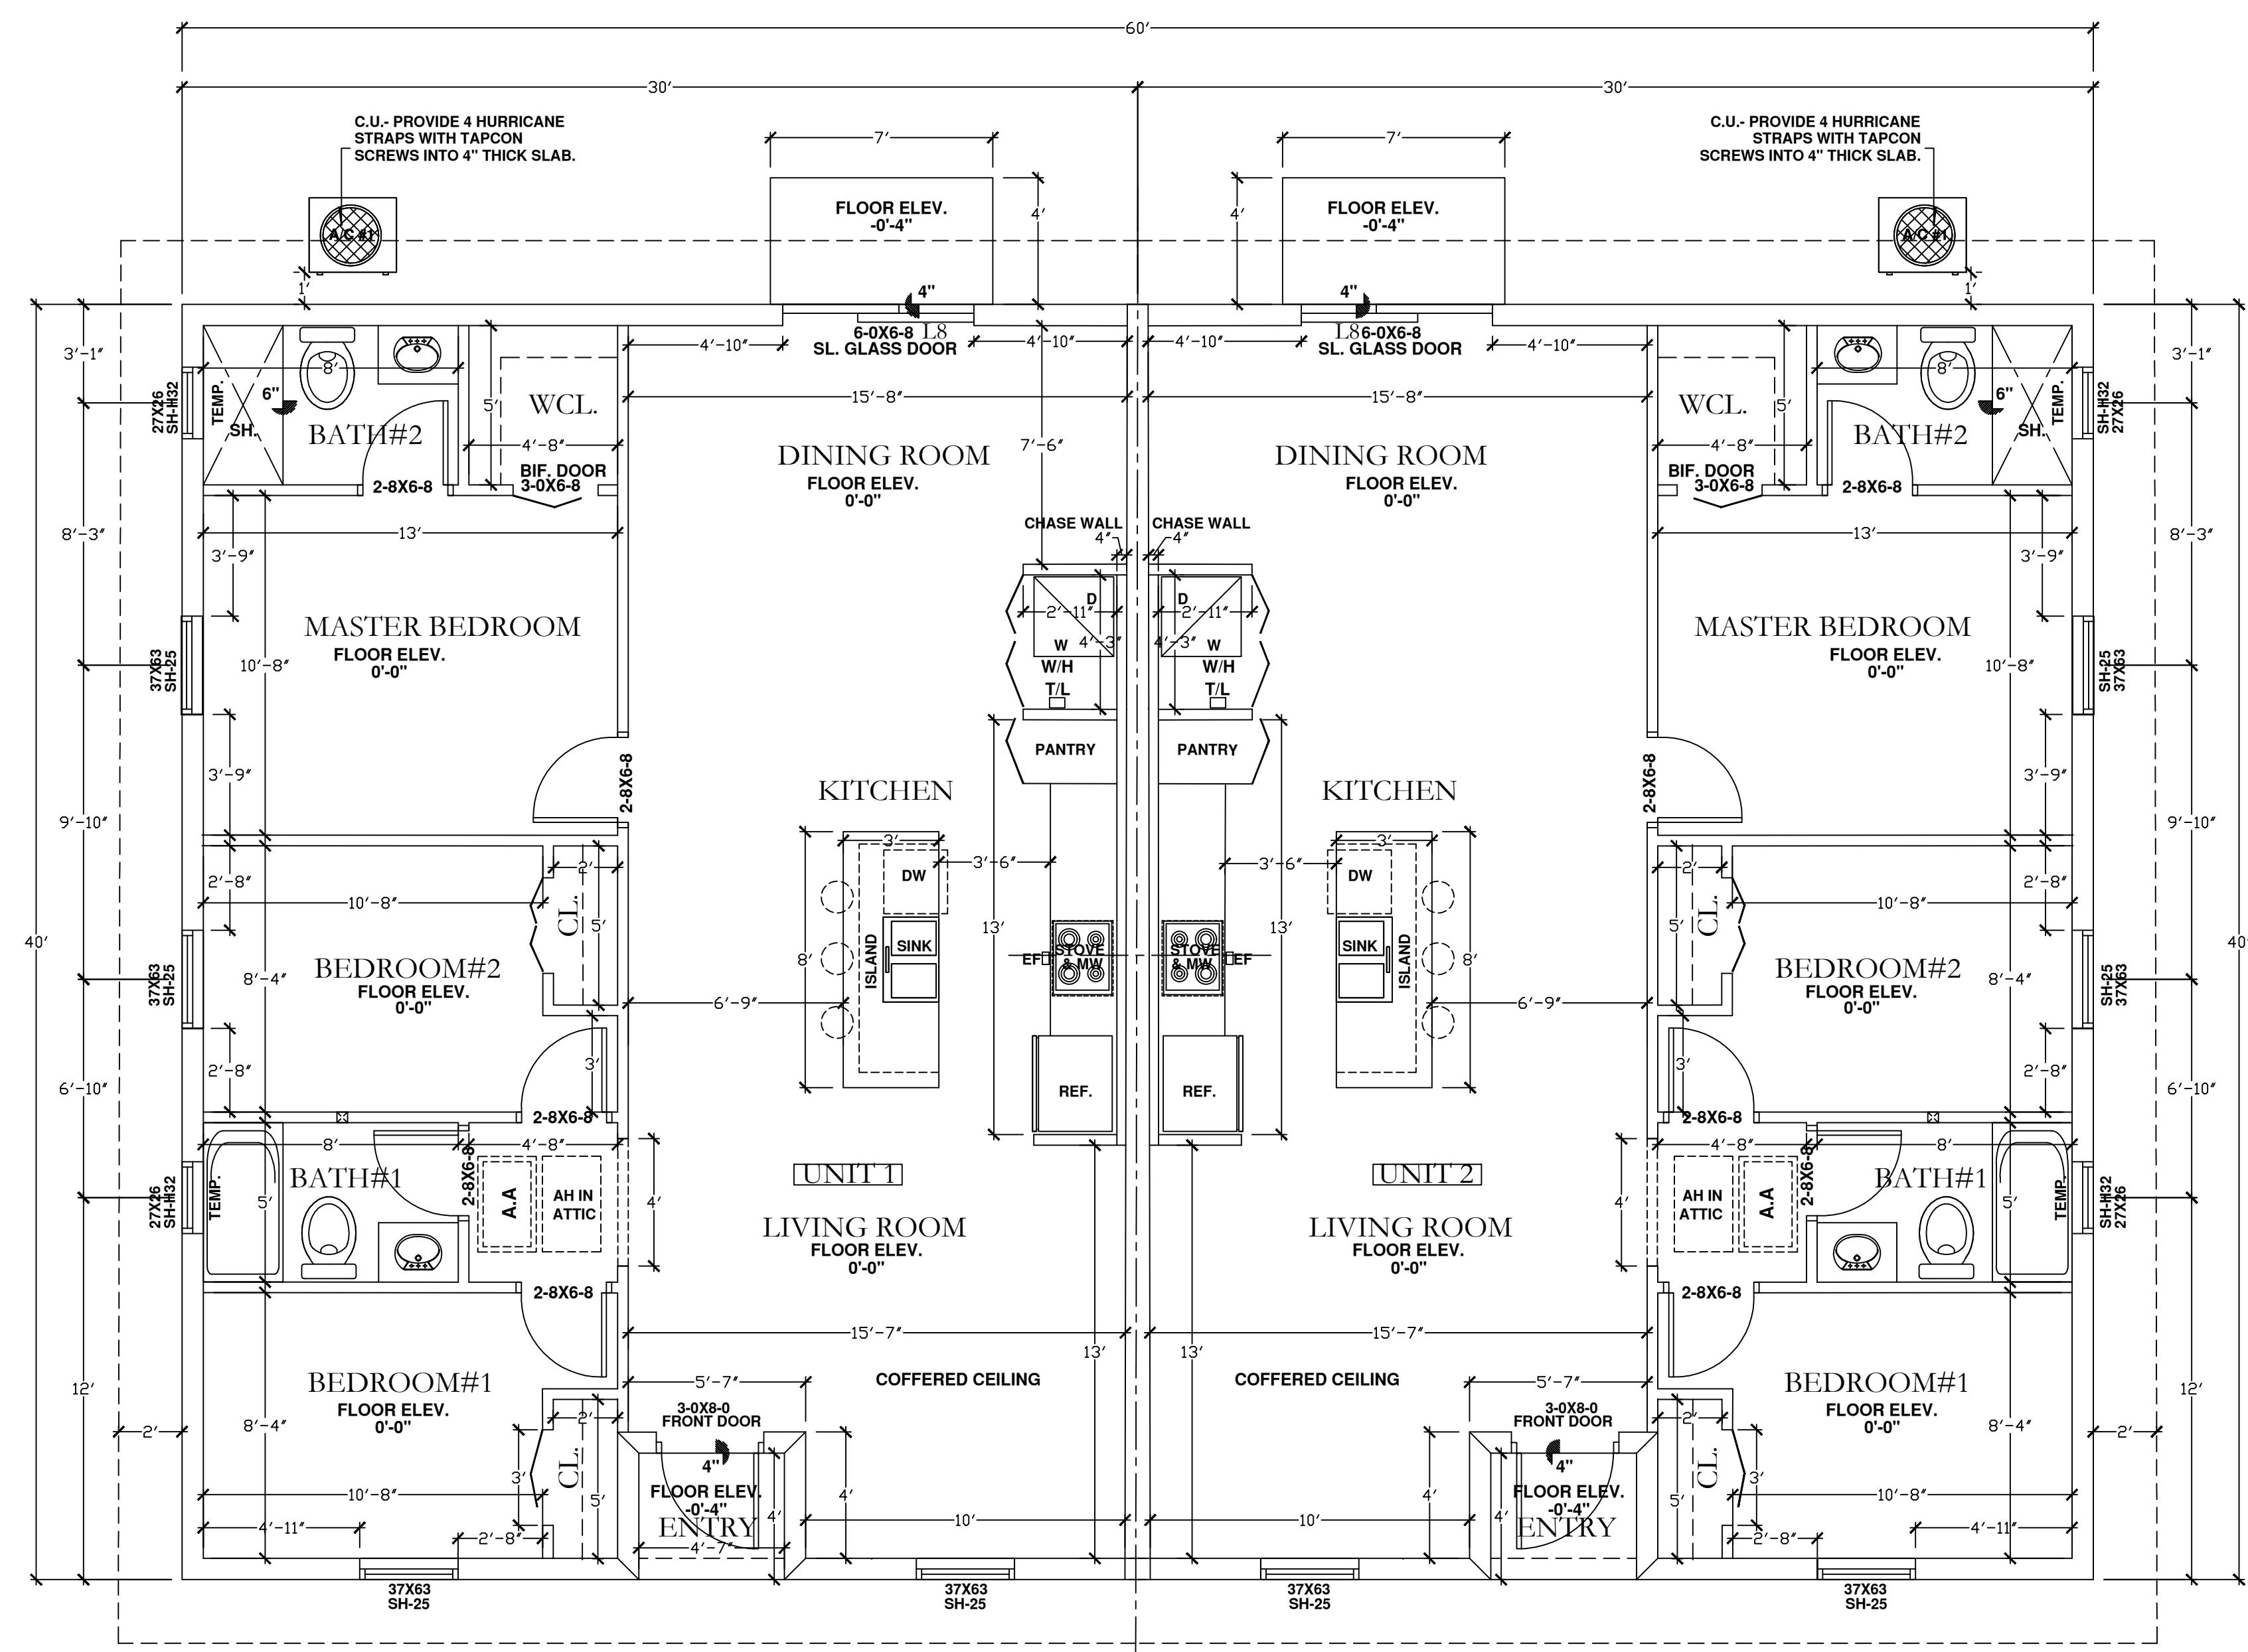 60'
30'
30'
C.U.- PROVIDE 4 HURRICANE
STRAPS WITH TAPCON
SCREWS INTO 4" THICK SLAB.
C.U.- PROVIDE 4 HURRICANE
STRAPS WITH TAPCON
SCREWS INTO 4" THICK SLAB.
7'
7'
FLOOR ELEV.
-0'-4"
4'
4'
FLOOR ELEV.
-0'-4"
A/C #1
A/C #1
1'
1'
4"
4"
6-0X6-8 L8
SL. GLASS DOOR
L8 6-0X6-8
SL. GLASS DOOR
4'-10"
4'-10"
4'-10"
4'-10"
3'-1"
3'-1"
27X26
SH-H32
TEMP.
8'
6"
SH.
BATH#2
5'
WCL.
4'-8"
BIF. DOOR
3-0X6-8
2-8X6-8
15'-8"
15'-8"
7'-6"
DINING ROOM
FLOOR ELEV.
0'-0"
DINING ROOM
FLOOR ELEV.
0'-0"
WCL.
5'
4'-8"
BIF. DOOR
3-0X6-8
8'
BATH#2
6"
SH.
TEMP.
SH-H32
27X26
2-8X6-8
8'-3"
8'-3"
13'
13'
3'-9"
3'-9"
CHASE WALL
4"
CHASE WALL
4"
MASTER BEDROOM
FLOOR ELEV.
0'-0"
10'-8"
37X63
SH-25
3'-9"
2-8X6-8
D
2'-11"
4'-3"
W
W/H
T/L
D
2'-11"
4'-3"
W
W/H
T/L
PANTRY
PANTRY
MASTER BEDROOM
FLOOR ELEV.
0'-0"
10'-8"
SH-25
37X63
3'-9"
2-8X6-8
KITCHEN
KITCHEN
9'-10"
9'-10"
40'
40'
2'-8"
2'
10'-8"
CL.
5'
BEDROOM#2
FLOOR ELEV.
0'-0"
8'-4"
37X63
SH-25
2'-8"
3'
2-8X6-8
3'
3'-6"
DW
SINK
ISLAND
8'
6'-9"
13'
EF
STOVE
& MW
REF.
3'
3'-6"
DW
SINK
ISLAND
8'
6'-9"
13'
EF
STOVE
& MW
REF.
2'
2'-8"
10'-8"
CL.
5'
BEDROOM#2
FLOOR ELEV.
0'-0"
8'-4"
SH-25
37X63
2'-8"
3'
2-8X6-8
6'-10"
6'-10"
8'
4'-8"
BATH#1
TEMP.
5'
27X26
SH-H32
2-8X6-8
A.A
AH IN
ATTIC
4'
2-8X6-8
UNIT 1
LIVING ROOM
FLOOR ELEV.
0'-0"
UNIT 2
LIVING ROOM
FLOOR ELEV.
0'-0"
4'
4'-8"
8'
AH IN
ATTIC
A.A
2-8X6-8
BATH#1
5'
TEMP.
SH-H32
27X26
2-8X6-8
15'-7"
15'-7"
13'
13'
12'
12'
BEDROOM#1
FLOOR ELEV.
0'-0"
8'-4"
2'
2'
3'
CL.
5'
10'-8"
4'-11"
2'-8"
5'-7"
3-0X8-0
FRONT DOOR
4"
FLOOR ELEV.
-0'-4"
ENTRY
4'
4'-7"
4'
10'
COFFERED CEILING
COFFERED CEILING
5'-7"
3-0X8-0
FRONT DOOR
4"
FLOOR ELEV.
-0'-4"
ENTRY
4'
4'
10'
BEDROOM#1
FLOOR ELEV.
0'-0"
8'-4"
2'
2'
3'
CL.
5'
10'-8"
2'-8"
4'-11"
37X63
SH-25
37X63
SH-25
37X63
SH-25
37X63
SH-25